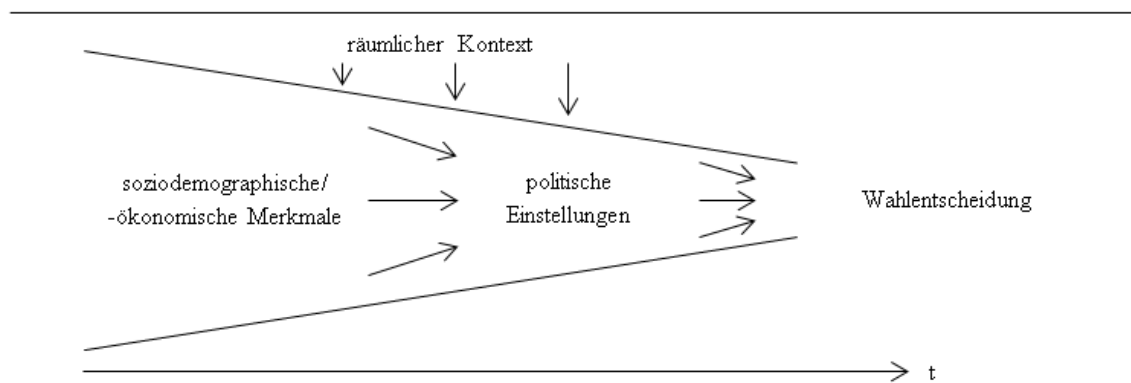 räumlicher Kontext
soziodemographische/
-ökonomische Merkmale
politische
Einstellungen
Wahlentscheidung
t